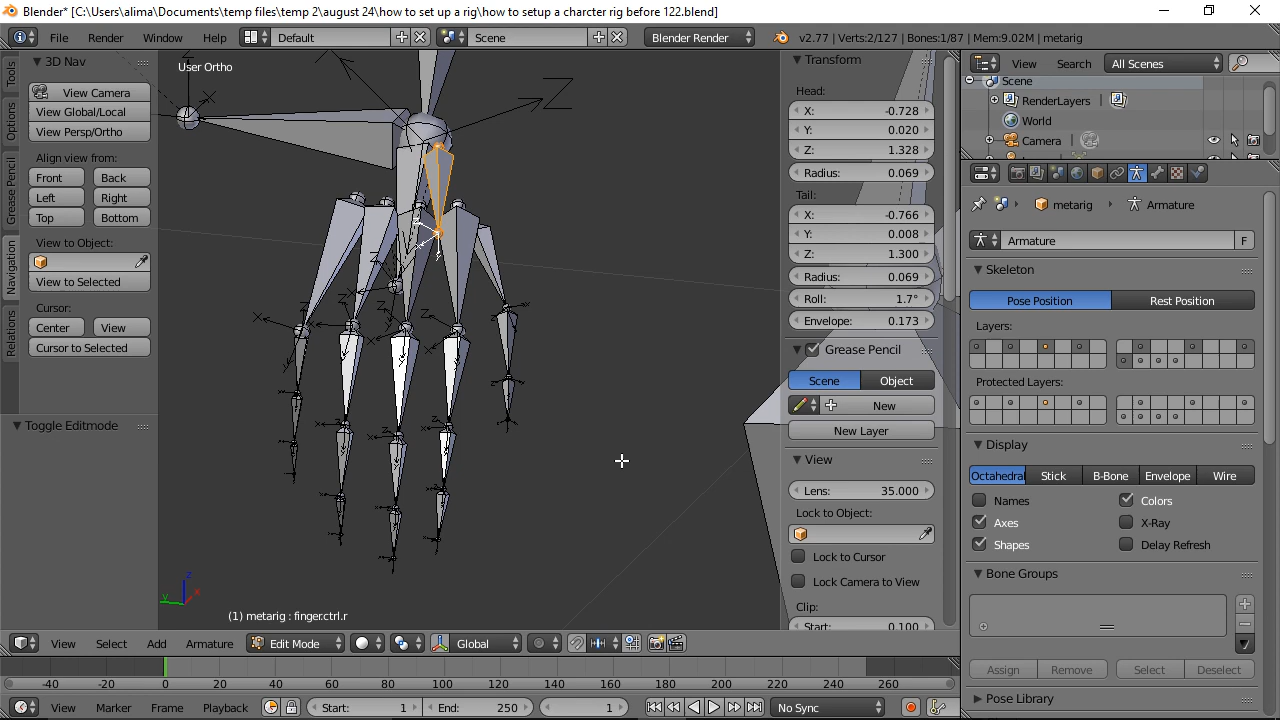 Blender* [C:\Users\alima\Documents\temp files\temp 2\august 24\how to set up a rig\how to setup a charcter rig before 122.blend]
File Render Window Help Default Scene Blender Render v2.77 | Verts:2/127 | Bones:1/87 | Mem:9.02M | metarig
Tools
Options
Grease Pencil
Navigation
Relations
3D Nav
View Camera
View Global/Local
View Persp/Ortho
Align view from:
Front Back
Left Right
Top Bottom
View to Object:
View to Selected
Cursor:
Center View
Cursor to Selected
Toggle Editmode
User Ortho
(1) metarig : finger.ctrl.r
Transform
Head:
X: -0.728
Y: 0.020
Z: 1.328
Radius: 0.069
Tail:
X: -0.766
Y: 0.008
Z: 1.300
Radius: 0.069
Roll: 1.7°
Envelope: 0.173
Grease Pencil
Scene Object
New
New Layer
View
Lens: 35.000
Lock to Object:
Lock to Cursor
Lock Camera to View
Clip:
Start: 0.100
View Search All Scenes
Scene
RenderLayers
World
Camera
metarig Armature
Armature F
Skeleton
Pose Position Rest Position
Layers:
Protected Layers:
Display
Octahedral Stick B-Bone Envelope Wire
Names Colors
Axes X-Ray
Shapes Delay Refresh
Bone Groups
Assign Remove Select Deselect
Pose Library
View Select Add Armature Edit Mode Global
-40 -20 0 20 40 60 80 100 120 140 160 180 200 220 240 260
View Marker Frame Playback Start: 1 End: 250 1 No Sync